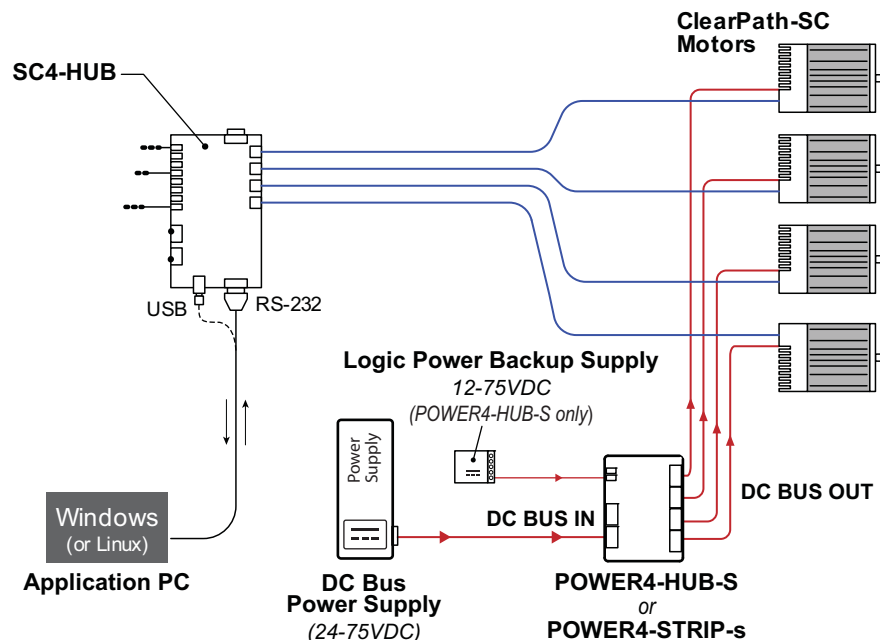 ClearPath-SC
Motors
SC4-HUB
USB
RS-232
Logic Power Backup Supply
12-75VDC
(POWER4-HUB-S only)
Power
Supply
Windows
(or Linux)
Application PC
DC BUS IN
DC BUS OUT
DC Bus
Power Supply
(24-75VDC)
POWER4-HUB-S
or
POWER4-STRIP-s